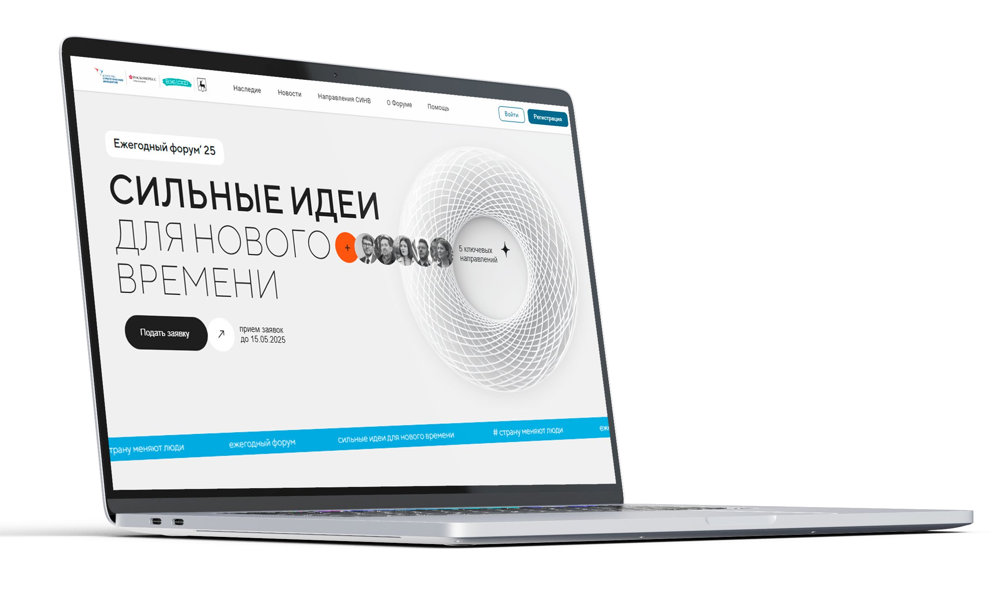 АГЕНТСТВО
СТРАТЕГИЧЕСКИХ
ИНИЦИАТИВ
РОСКОНГРЕСС
ВЭБ|РФ
Наследие
Новости
Направления СИНВ
О Форуме
Помощь
Войти
Регистрация
Ежегодный форум’ 25
СИЛЬНЫЕ ИДЕИ
ДЛЯ НОВОГО
ВРЕМЕНИ
+
5 ключевых
направлений
Подать заявку
прием заявок
до 15.05.2025
трану меняют люди
ежегодный форум
сильные идеи для нового времени
# страну меняют люди
еже